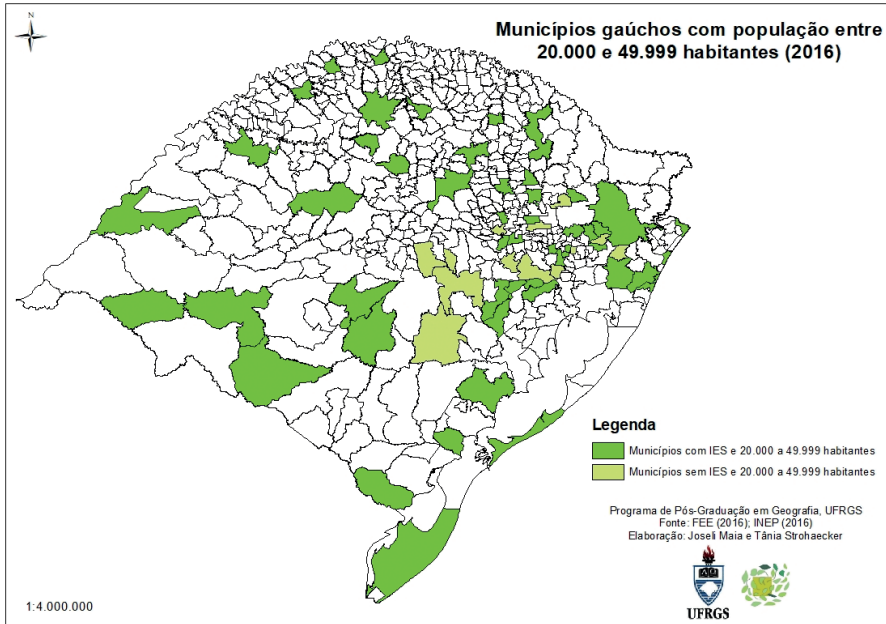 N
Municípios gaúchos com população entre
20.000 e 49.999 habitantes (2016)
Legenda
Municípios com IES e 20.000 a 49.999 habitantes
Municípios sem IES e 20.000 a 49.999 habitantes
Programa de Pós-Graduação em Geografia, UFRGS
Fonte: FEE (2016); INEP (2016)
Elaboração: Joseli Maia e Tânia Strohaecker
1:4.000.000
UFRGS